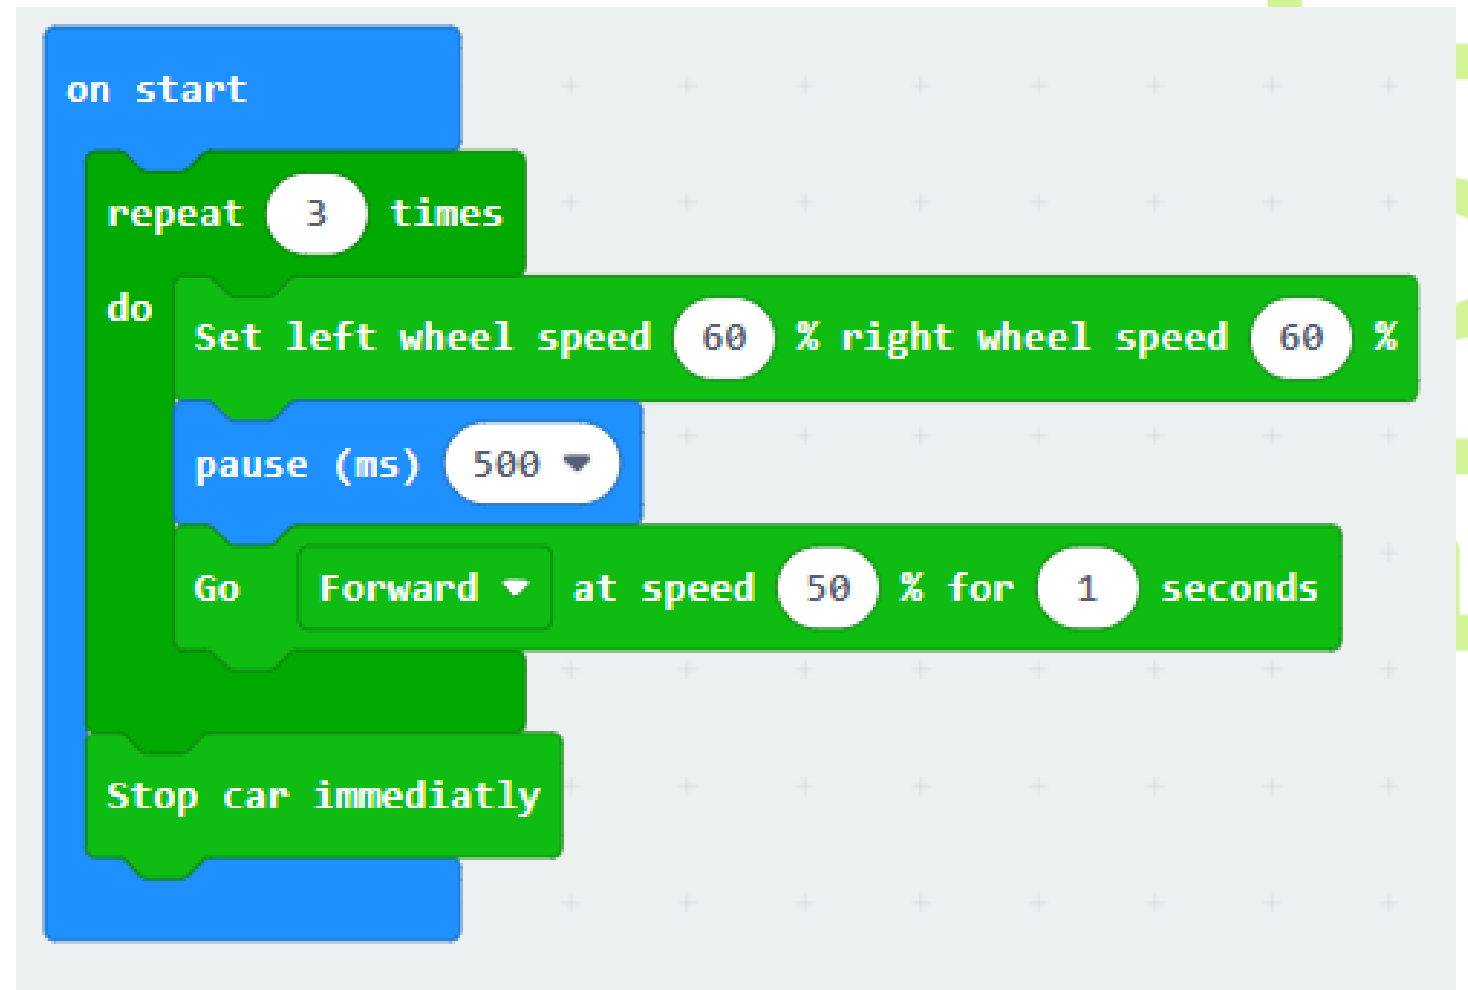 on start
repeat 3 times
do
Set left wheel speed 60 % right wheel speed 60 %
pause (ms) 500
Go Forward at speed 50 % for 1 seconds
Stop car immediatly